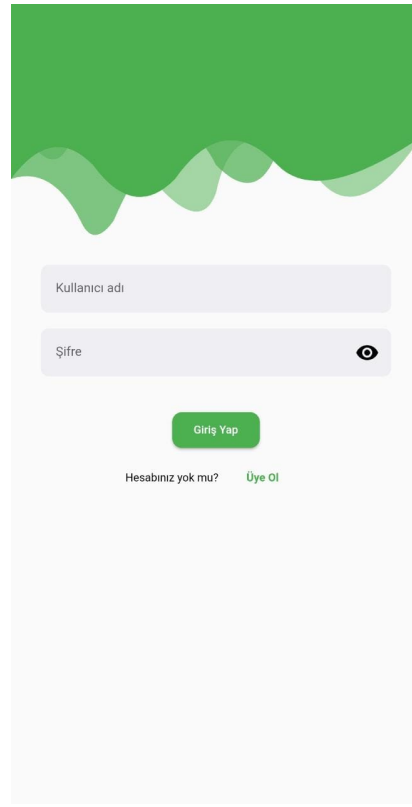 Kullanıcı adı
Şifre
Giriş Yap
Hesabınız yok mu? Üye Ol